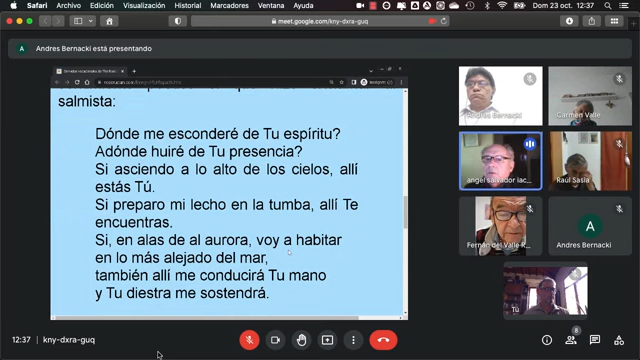 Safari Archivo Edición Visualización Historial Marcadores Ventana Ayuda
Dom 23 oct. 12:37
meet.google.com/kny-dxra-guq
A Andres Bernacki está presentando
salmista:
Dónde me esconderé de Tu espíritu?
Adónde huiré de Tu presencia?
Si asciendo a lo alto de los cielos, allí
estás Tú.
Si preparo mi lecho en la tumba, allí Te
encuentras.
Si, en alas de al aurora, voy a habitar
en lo más alejado del mar,
también allí me conducirá Tu mano
y Tu diestra me sostendrá.
Andrés Bernacki
Carmen Valle
angel salvador lac...
Raúl Sasia
Fernán del Valle R
A
Andres Bernacki
Tú
12:37 kny-dxra-guq
8